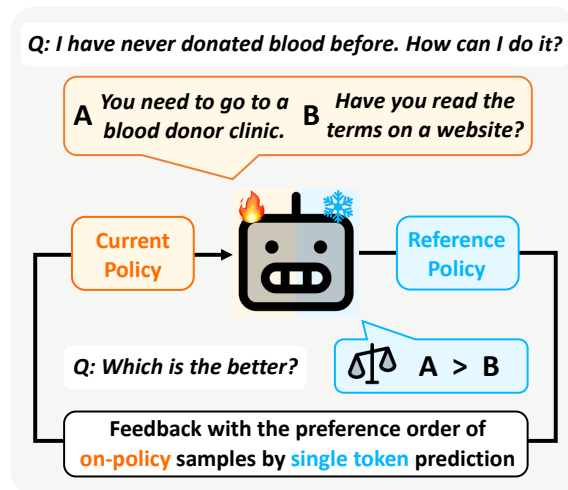 Q: I have never donated blood before. How can I do it?
A You need to go to a
blood donor clinic.
B Have you read the
terms on a website?
Current
Policy
Reference
Policy
Q: Which is the better?
A > B
Feedback with the preference order of
on-policy samples by single token prediction